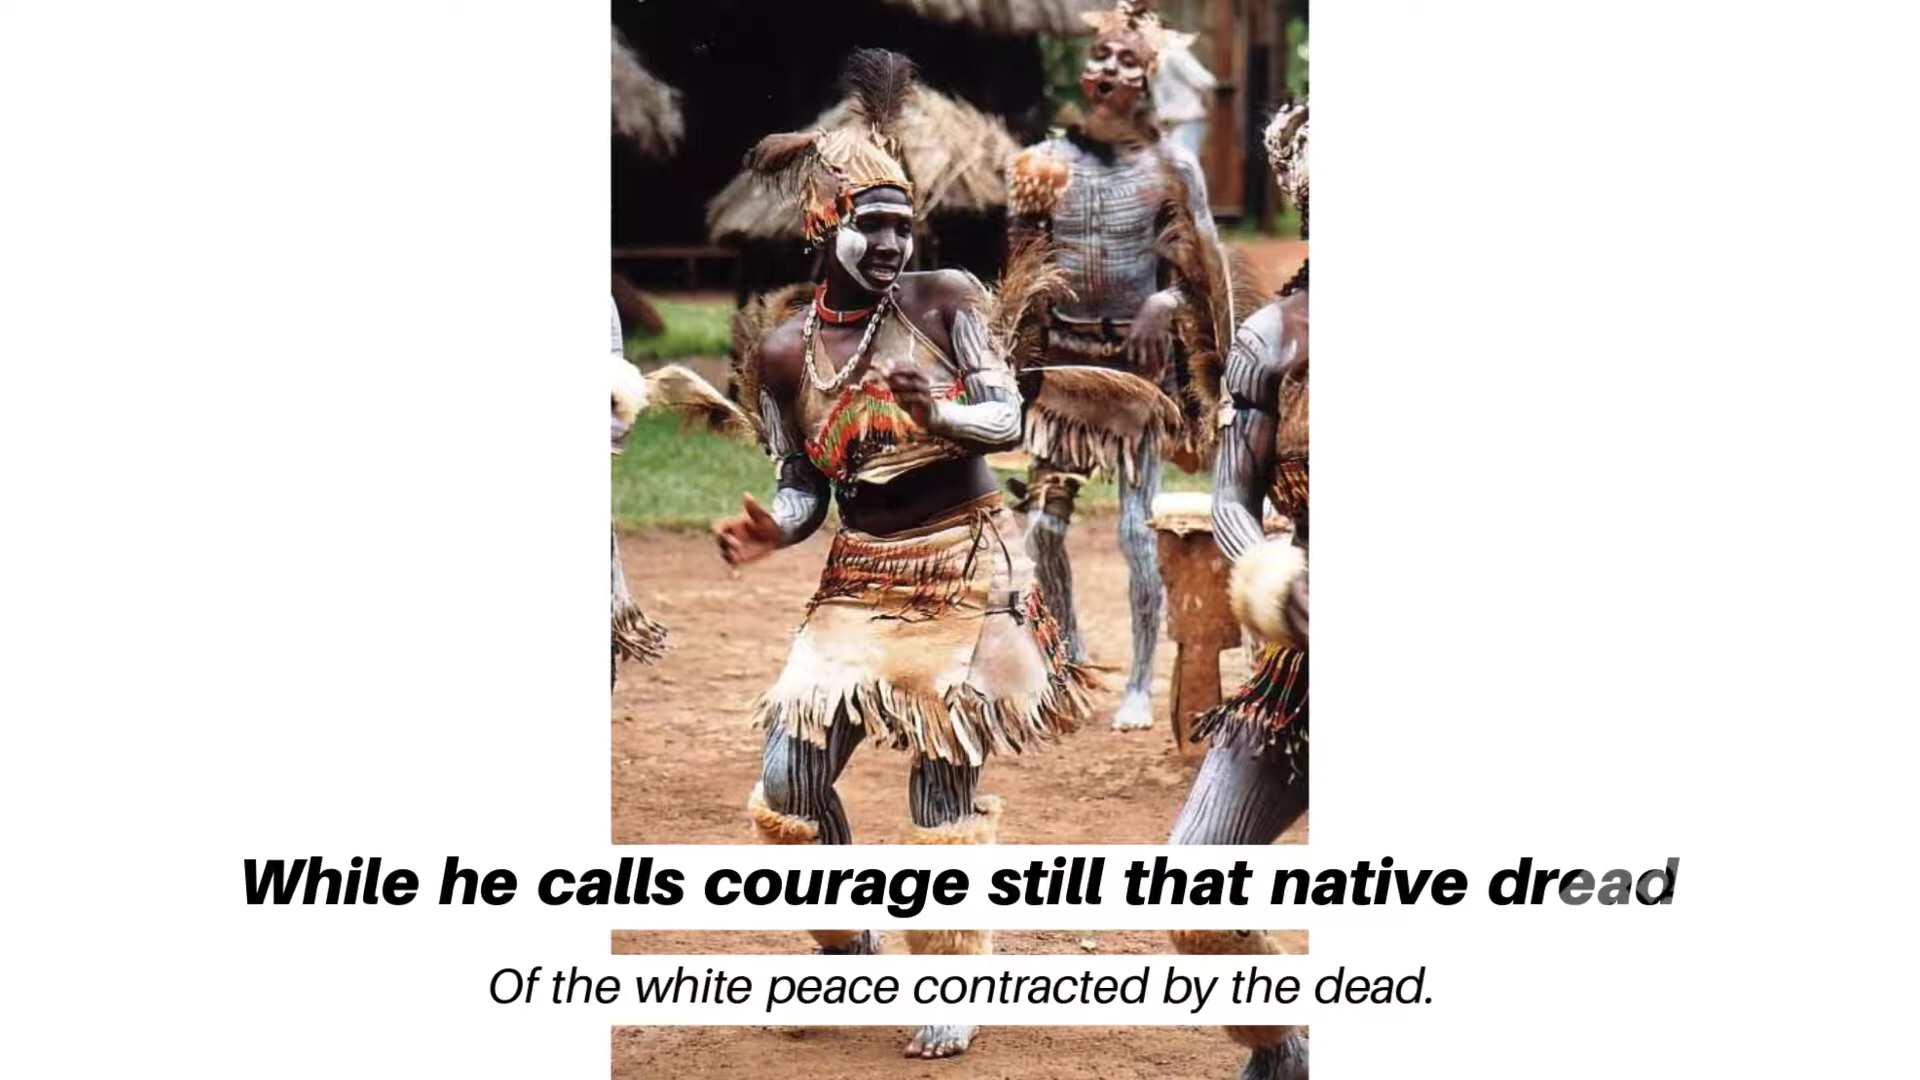 While he calls courage still that native dread
Of the white peace contracted by the dead.